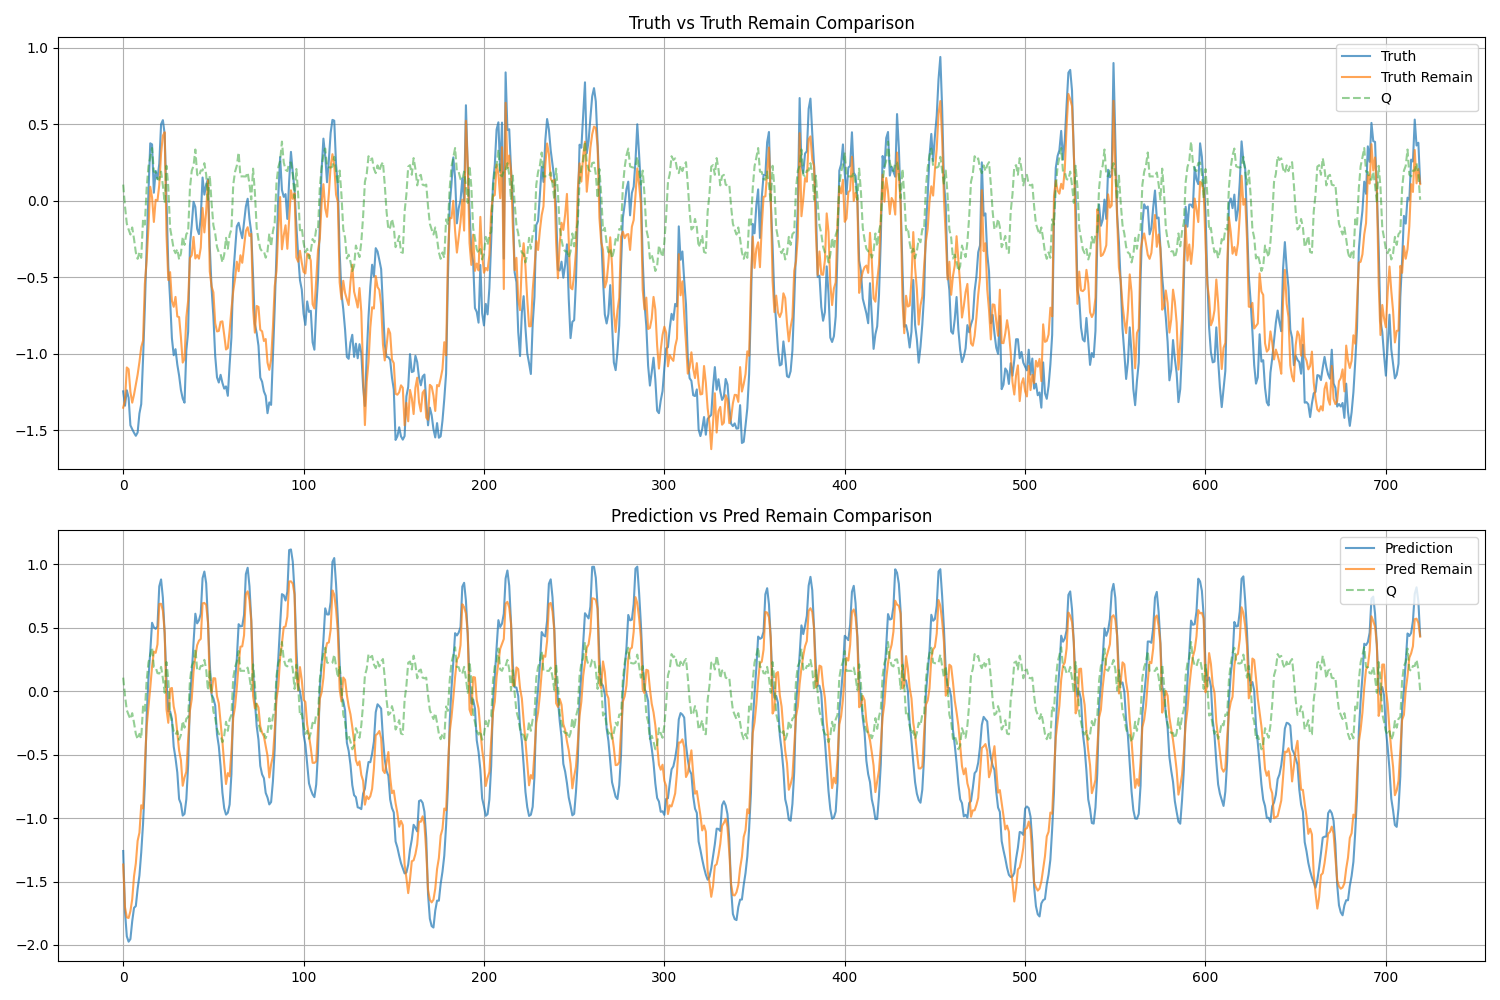 Truth vs Truth Remain Comparison
1.0
0.5
0.0
−0.5
−1.0
−1.5
Truth
Truth Remain
Q
0 100 200 300 400 500 600 700
Prediction vs Pred Remain Comparison
1.0
0.5
0.0
−0.5
−1.0
−1.5
−2.0
Prediction
Pred Remain
Q
0 100 200 300 400 500 600 700